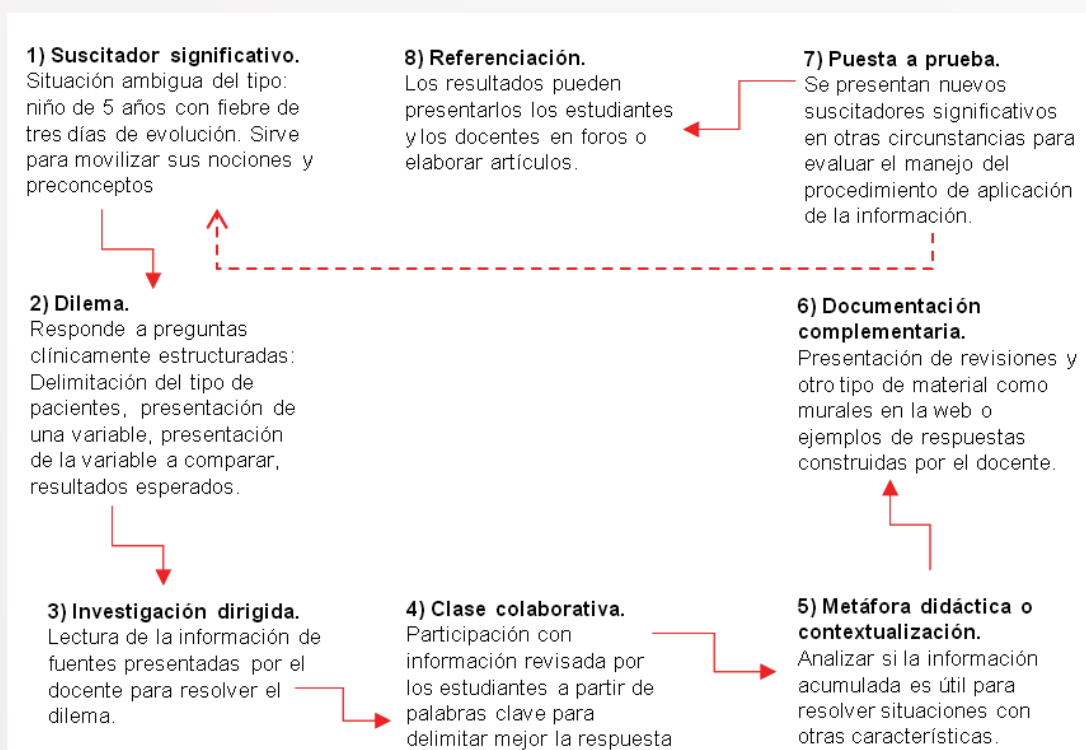 1) Suscitador significativo.
Situación ambigua del tipo:
niño de 5 años con fiebre de
tres días de evolución. Sirve
para movilizar sus nociones y
preconceptos
2) Dilema.
Responde a preguntas
clínicamente estructuradas:
Delimitación del tipo de
pacientes, presentación de
una variable, presentación
de la variable a comparar,
resultados esperados.
3) Investigación dirigida.
Lectura de la información de
fuentes presentadas por el
docente para resolver el
dilema.
4) Clase colaborativa.
Participación con
información revisada por
los estudiantes a partir de
palabras clave para
delimitar mejor la respuesta
5) Metáfora didáctica o
contextualización.
Analizar si la información
acumulada es útil para
resolver situaciones con
otras características.
6) Documentación
complementaria.
Presentación de revisiones y
otro tipo de material como
murales en la web o
ejemplos de respuestas
construidas por el docente.
7) Puesta a prueba.
Se presentan nuevos
suscitadores significativos
en otras circunstancias para
evaluar el manejo del
procedimiento de aplicación
de la información.
8) Referenciación.
Los resultados pueden
presentarlos los estudiantes
y los docentes en foros o
elaborar artículos.